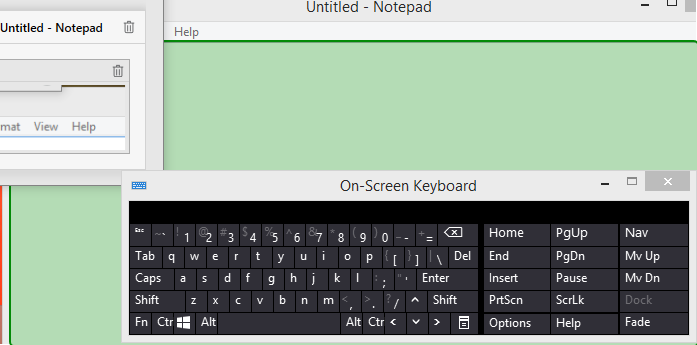 Untitled - Notepad
Help
Untitled - Notepad
mat View Help
On-Screen Keyboard
Esc ~ ` ! 1 @ 2 # 3 $ 4 % 5 ^ 6 & 7 * 8 ( 9 ) 0 _ - + = Home PgUp Nav
Tab q w e r t y u i o p { [ } ] | \ Del End PgDn Mv Up
Caps a s d f g h j k l : ; " ' Enter Insert Pause Mv Dn
Shift z x c v b n m < , > . ? / Shift PrtScn ScrLk Dock
Fn Ctr Alt Alt Ctr Options Help Fade